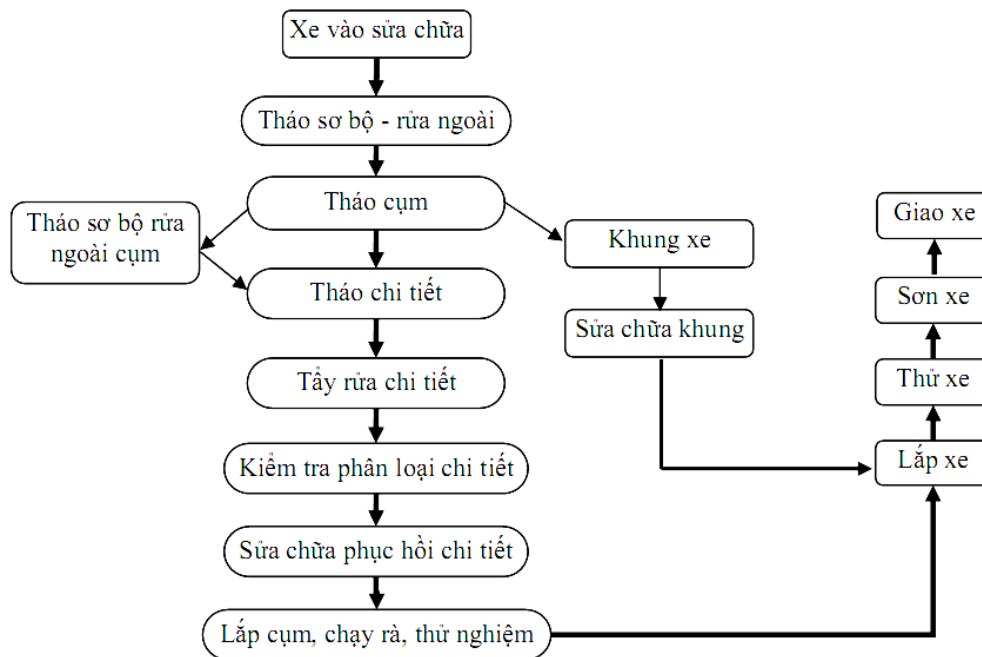 Xe vào sửa chữa
Tháo sơ bộ - rửa ngoài
Tháo cụm
Tháo sơ bộ rửa
ngoài cụm
Tháo chi tiết
Tẩy rửa chi tiết
Kiểm tra phân loại chi tiết
Sửa chữa phục hồi chi tiết
Lắp cụm, chạy rà, thử nghiệm
Khung xe
Sửa chữa khung
Giao xe
Sơn xe
Thử xe
Lắp xe